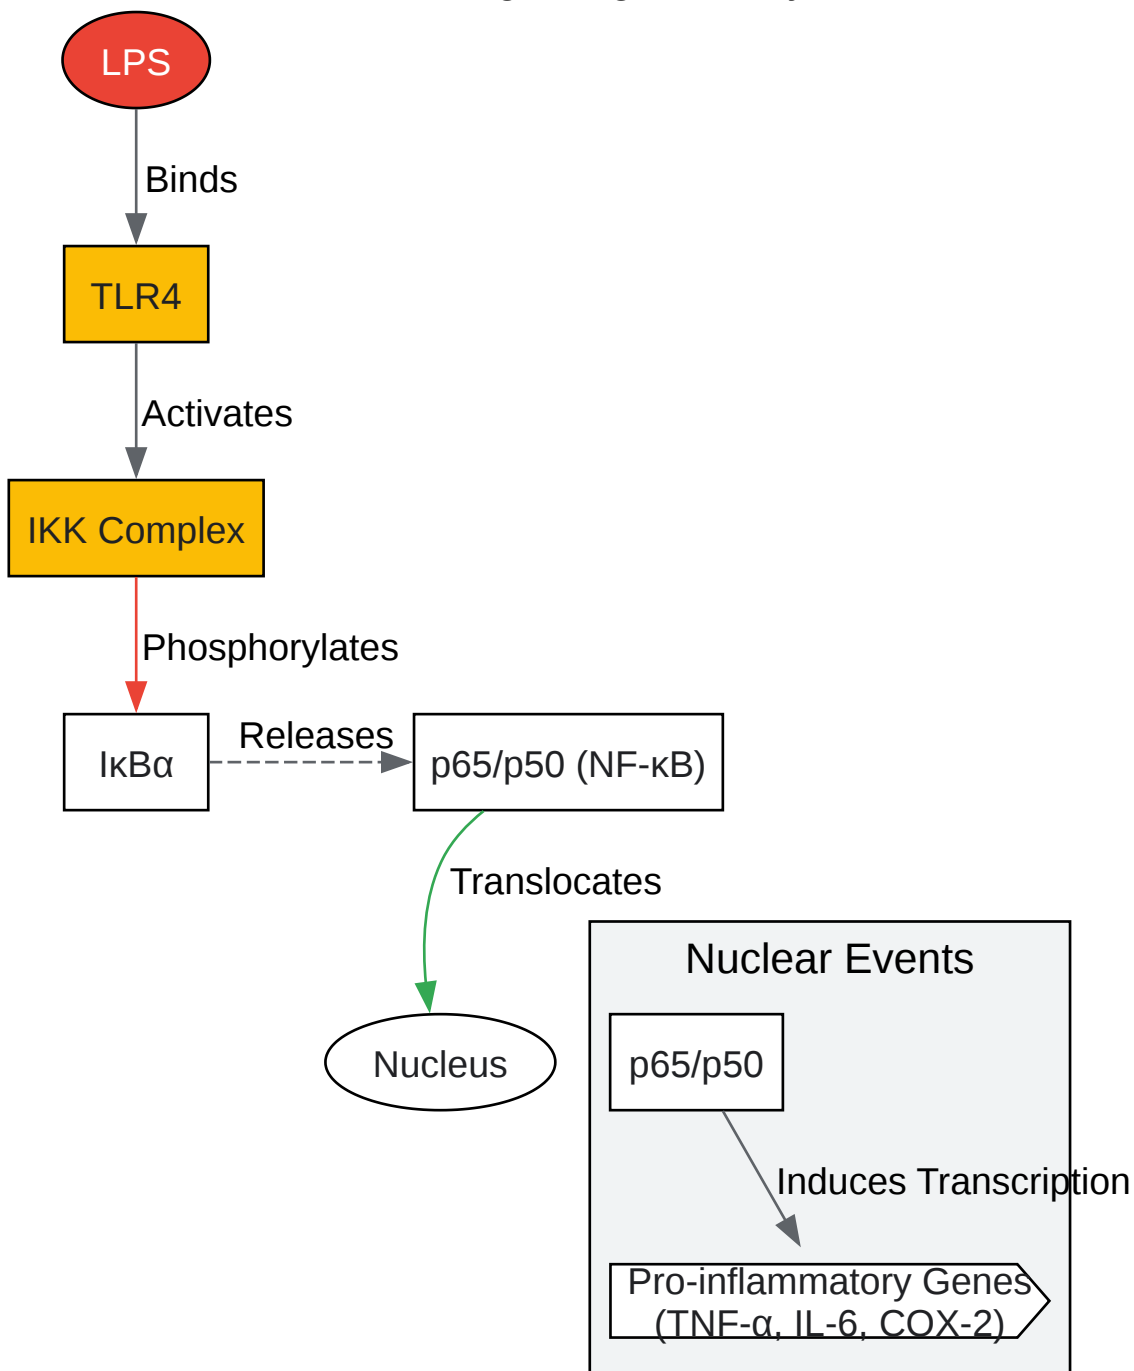 LPS
Binds
TLR4
Activates
IKK Complex
Phosphorylates
IκBα
Releases
p65/p50 (NF-κB)
Translocates
Nucleus
Nuclear Events
p65/p50
Induces Transcription
Pro-inflammatory Genes
(TNF-α, IL-6, COX-2)